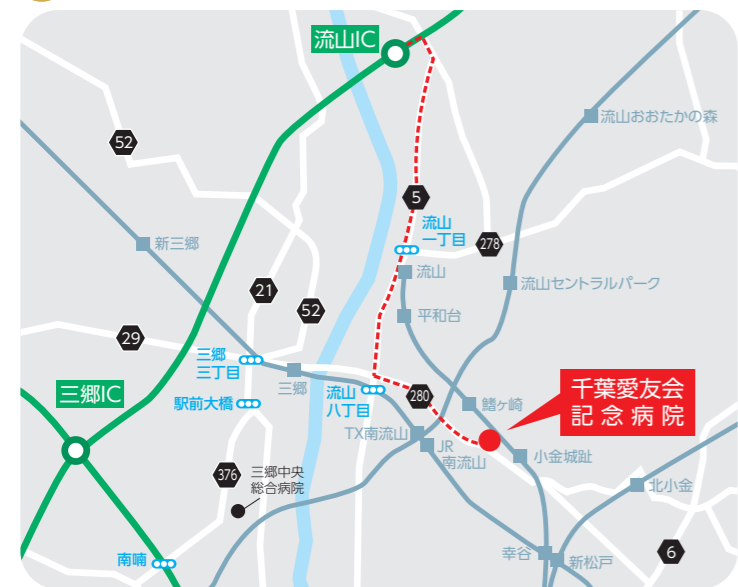 流山IC
流山おおたかの森
52
5
流山
一丁目
278
新三郷
流山
流山セントラルパーク
21
平和台
52
29
三郷
三丁目
三郷
三郷IC
駅前大橋
流山
八丁目
280
鰭ヶ崎
千葉愛友会
記念病院
TX南流山
JR
南流山
小金城趾
376
三郷中央
総合病院
北小金
南喃
幸谷
新松戸
6